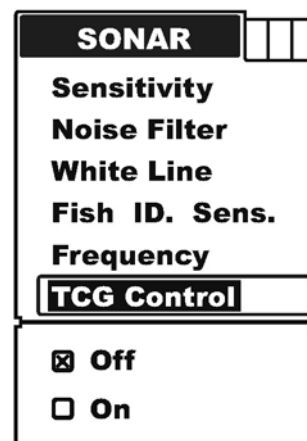 SONAR
Sensitivity
Noise Filter
White Line
Fish ID. Sens.
Frequency
TCG Control
Off
On